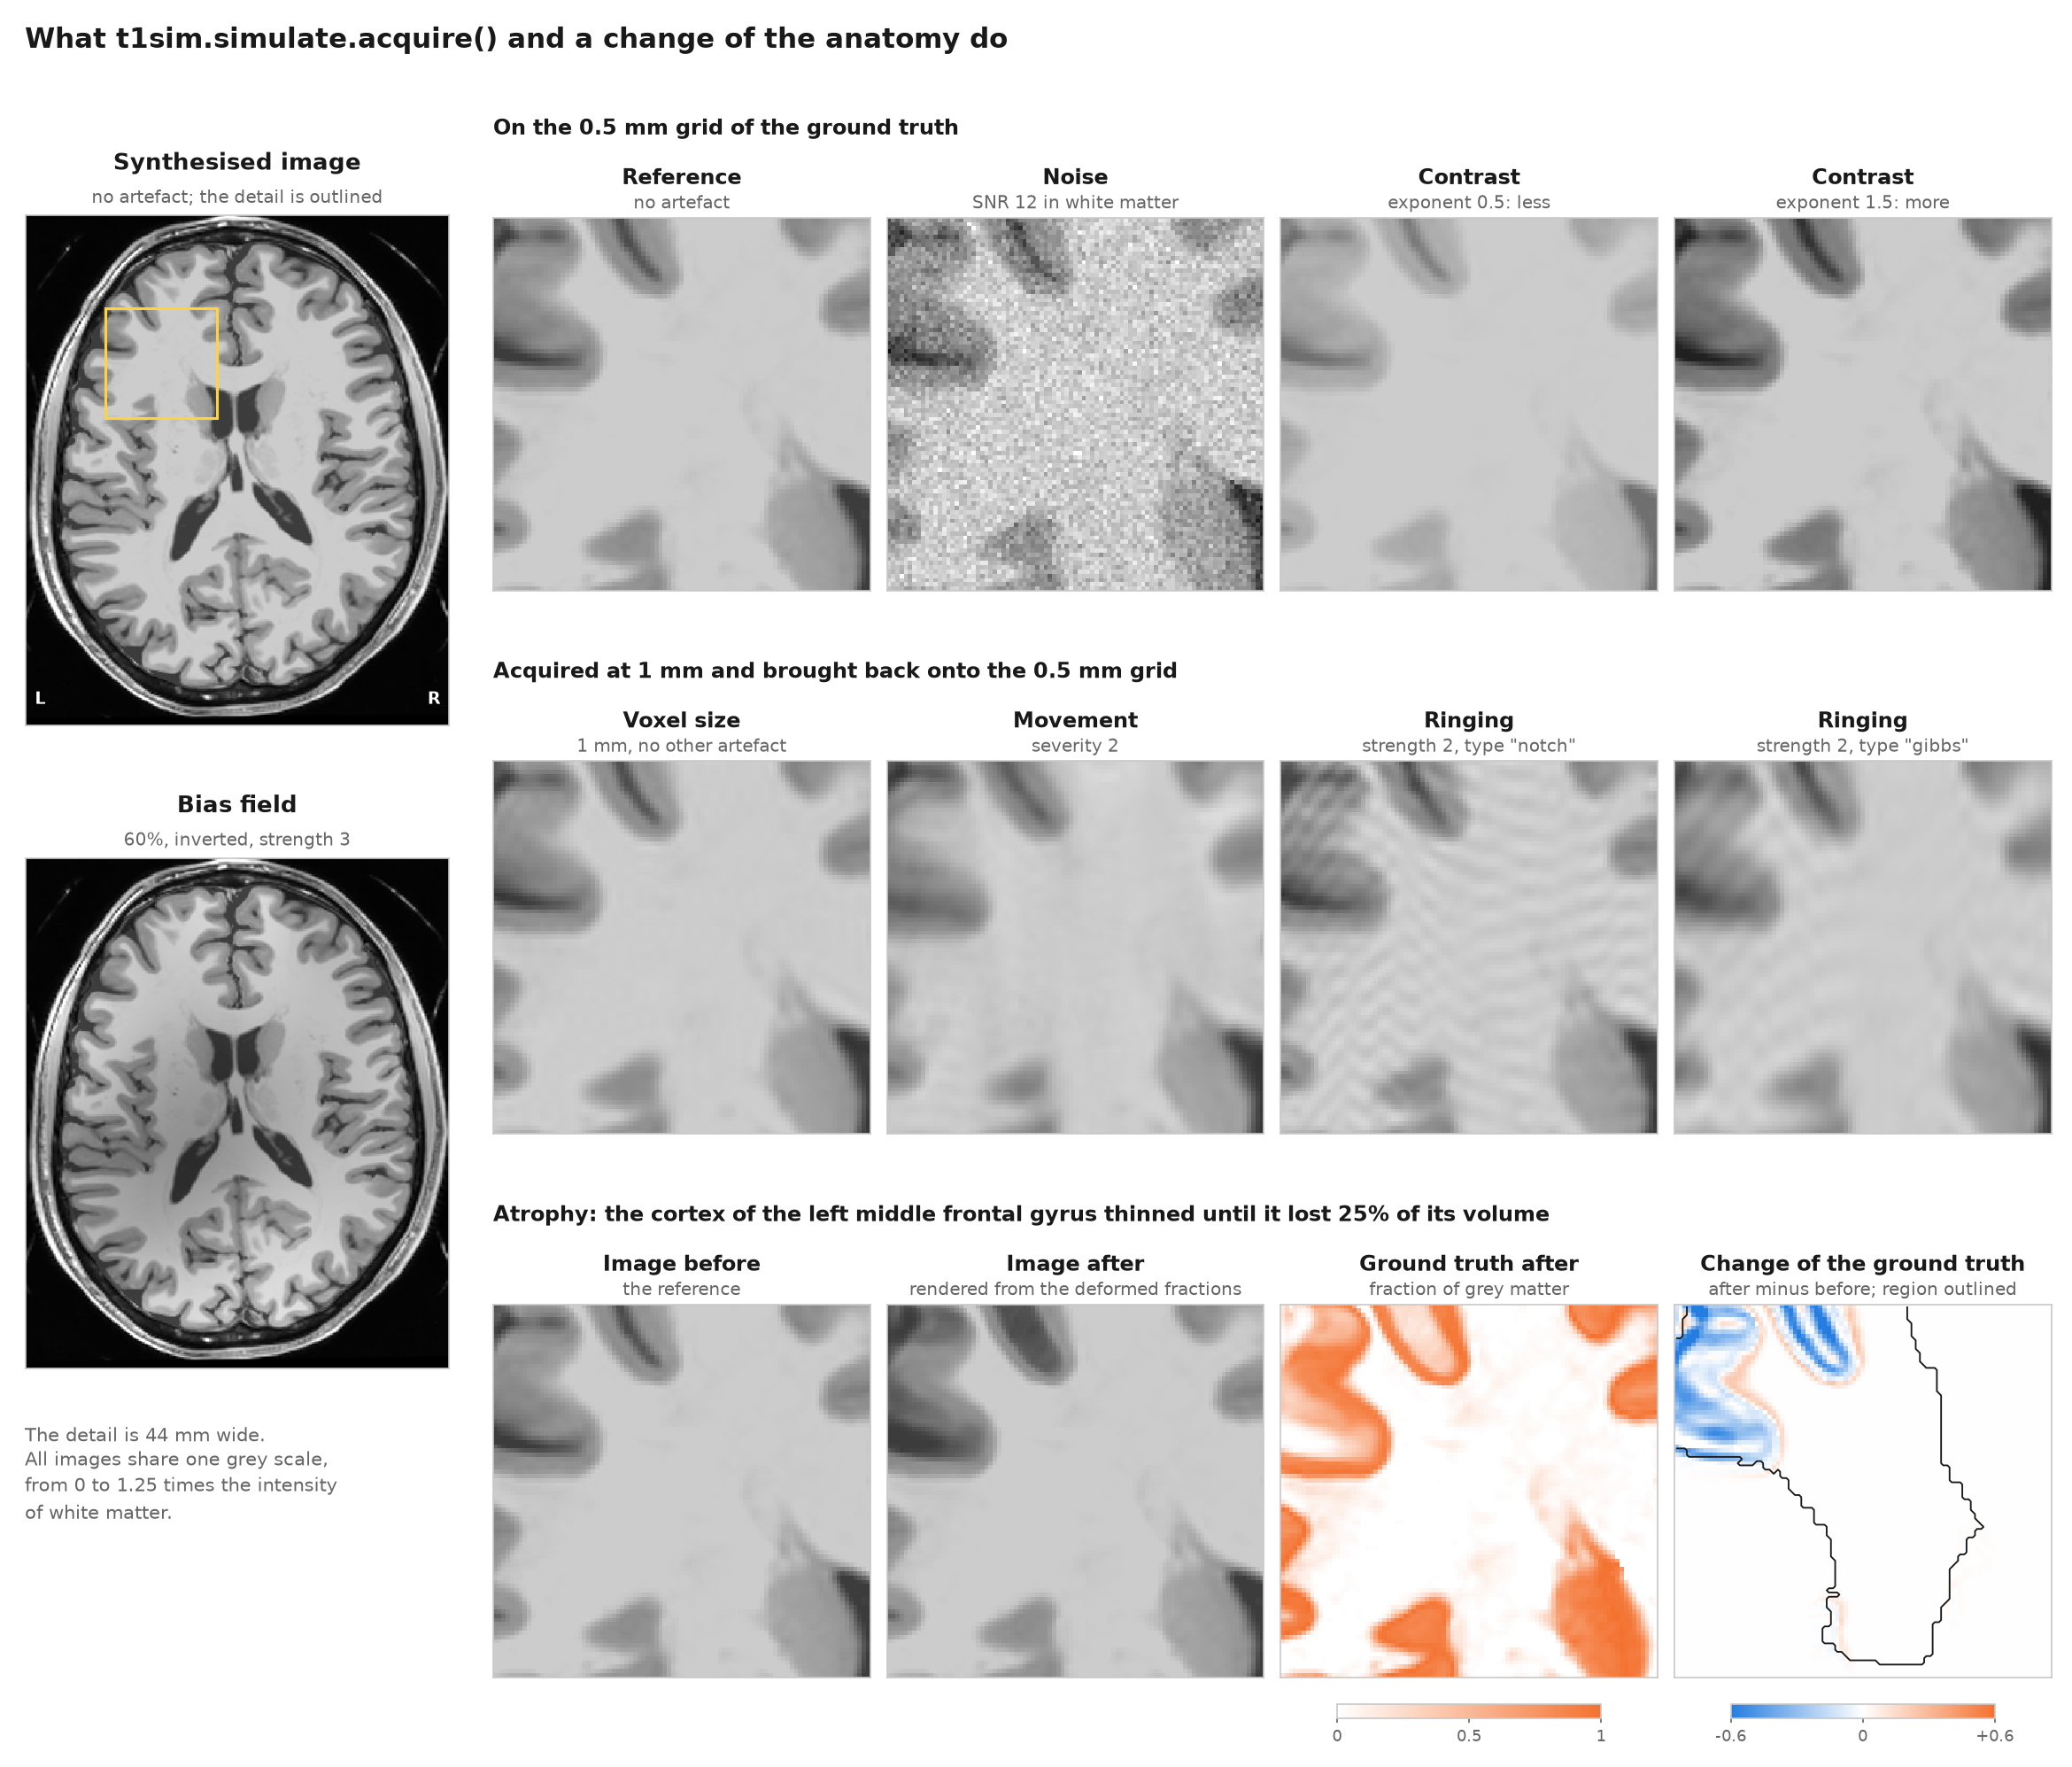 What t1sim.simulate.acquire() and a change of the anatomy do
Synthesised image
no artefact; the detail is outlined
L
R
Bias field
60%, inverted, strength 3
The detail is 44 mm wide.
All images share one grey scale,
from 0 to 1.25 times the intensity
of white matter.
On the 0.5 mm grid of the ground truth
Reference
no artefact
Noise
SNR 12 in white matter
Contrast
exponent 0.5: less
Contrast
exponent 1.5: more
Acquired at 1 mm and brought back onto the 0.5 mm grid
Voxel size
1 mm, no other artefact
Movement
severity 2
Ringing
strength 2, type "notch"
Ringing
strength 2, type "gibbs"
Atrophy: the cortex of the left middle frontal gyrus thinned until it lost 25% of its volume
Image before
the reference
Image after
rendered from the deformed fractions
Ground truth after
fraction of grey matter
Change of the ground truth
after minus before; region outlined
0 0.5 1
-0.6 0 +0.6